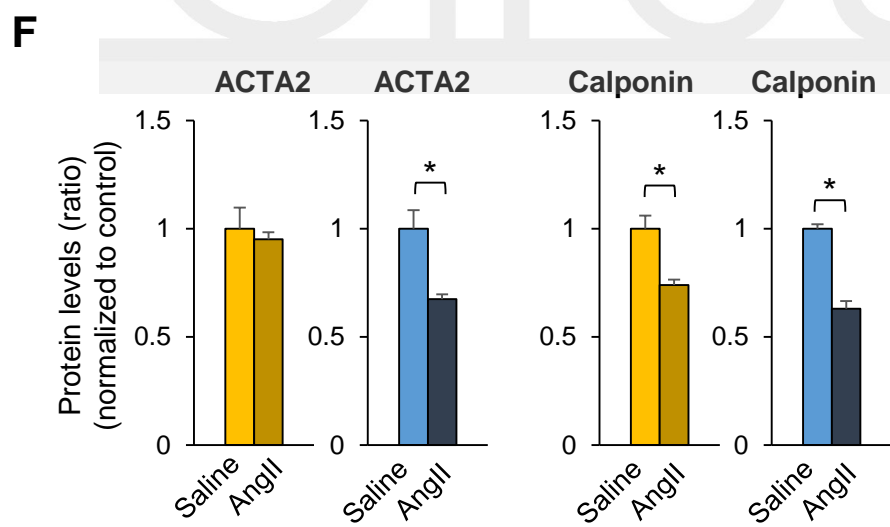 F
ACTA2 ACTA2 Calponin Calponin
Protein levels (ratio)
(normalized to control)
1.5 1.5 1.5 1.5
* * *
1 1 1 1
0.5 0.5 0.5 0.5
0 0 0 0
Saline AngII Saline AngII Saline AngII Saline AngII